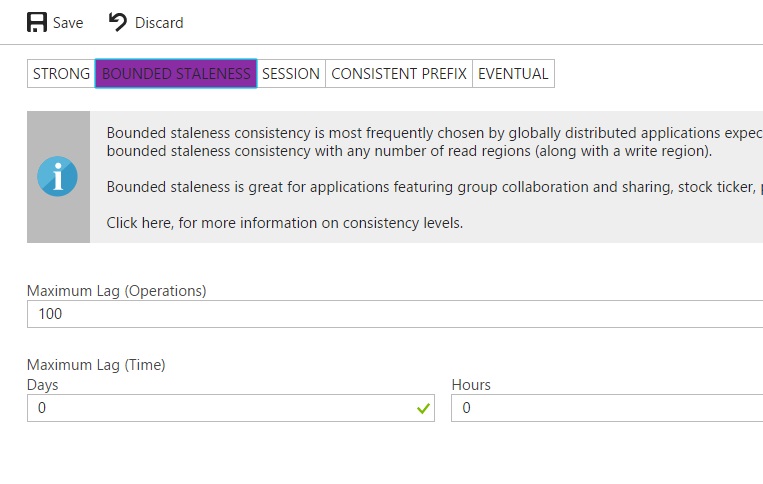 Save Discard
STRONG BOUNDED STALENESS SESSION CONSISTENT PREFIX EVENTUAL
Bounded staleness consistency is most frequently chosen by globally distributed applications expec
bounded staleness consistency with any number of read regions (along with a write region).
Bounded staleness is great for applications featuring group collaboration and sharing, stock ticker, p
Click here, for more information on consistency levels.
Maximum Lag (Operations)
100
Maximum Lag (Time)
Days Hours
0 0